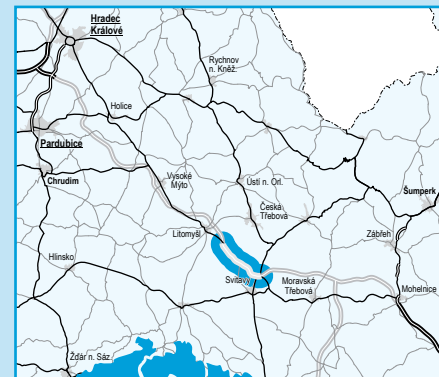 Hradec
Králové
Rychnov
n. Kněž.
Holice
Pardubice
Chrudim
Vysoké
Mýto
Ústí n. Orl.
Šumperk
Česká
Třebová
Litomyšl
Zábřeh
Hlinsko
Svitavy
Moravská
Třebová
Mohelnice
Žďár n. Sáz.